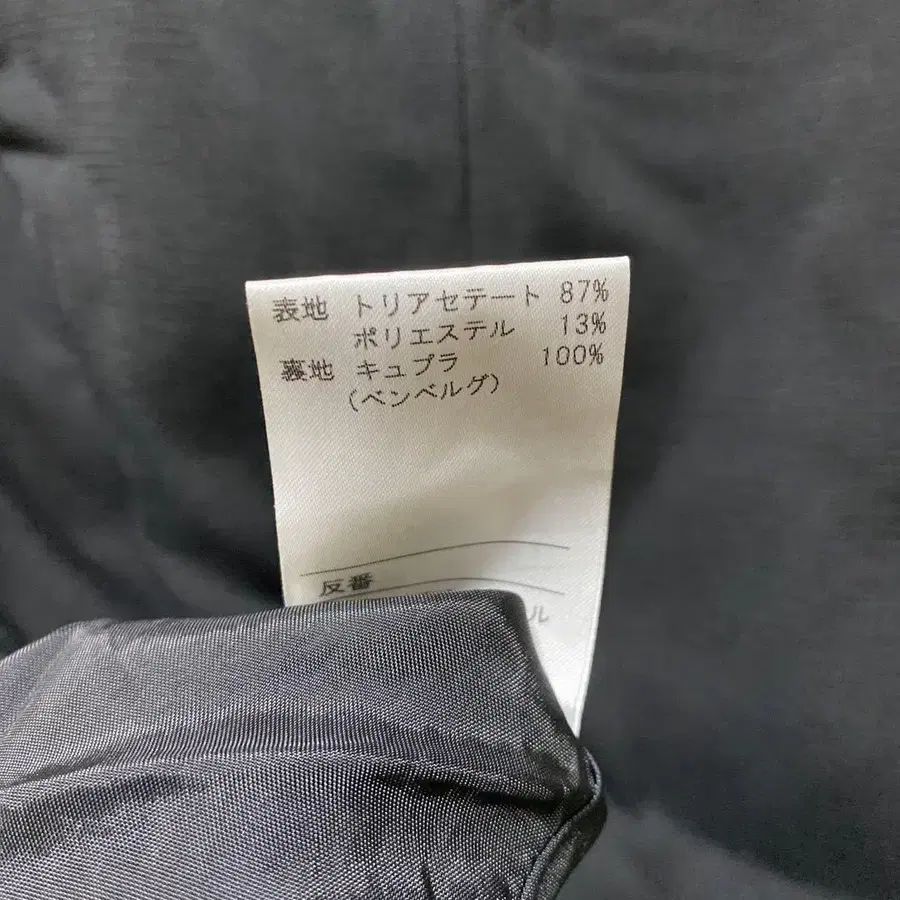 表地 トリアセテート 87%
ポリエステル 13%
裏地 キュプラ 100%
(ベンベルグ)
反番